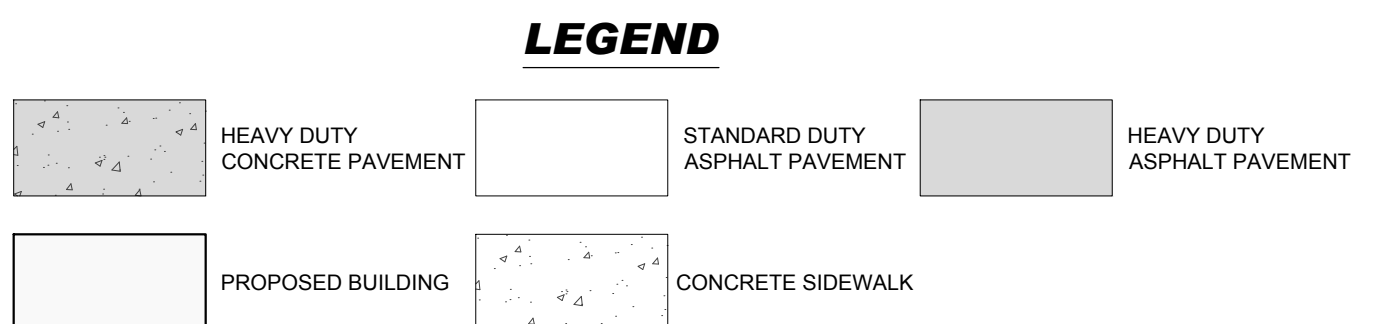 LEGEND
HEAVY DUTY
CONCRETE PAVEMENT
STANDARD DUTY
ASPHALT PAVEMENT
HEAVY DUTY
ASPHALT PAVEMENT
PROPOSED BUILDING
CONCRETE SIDEWALK